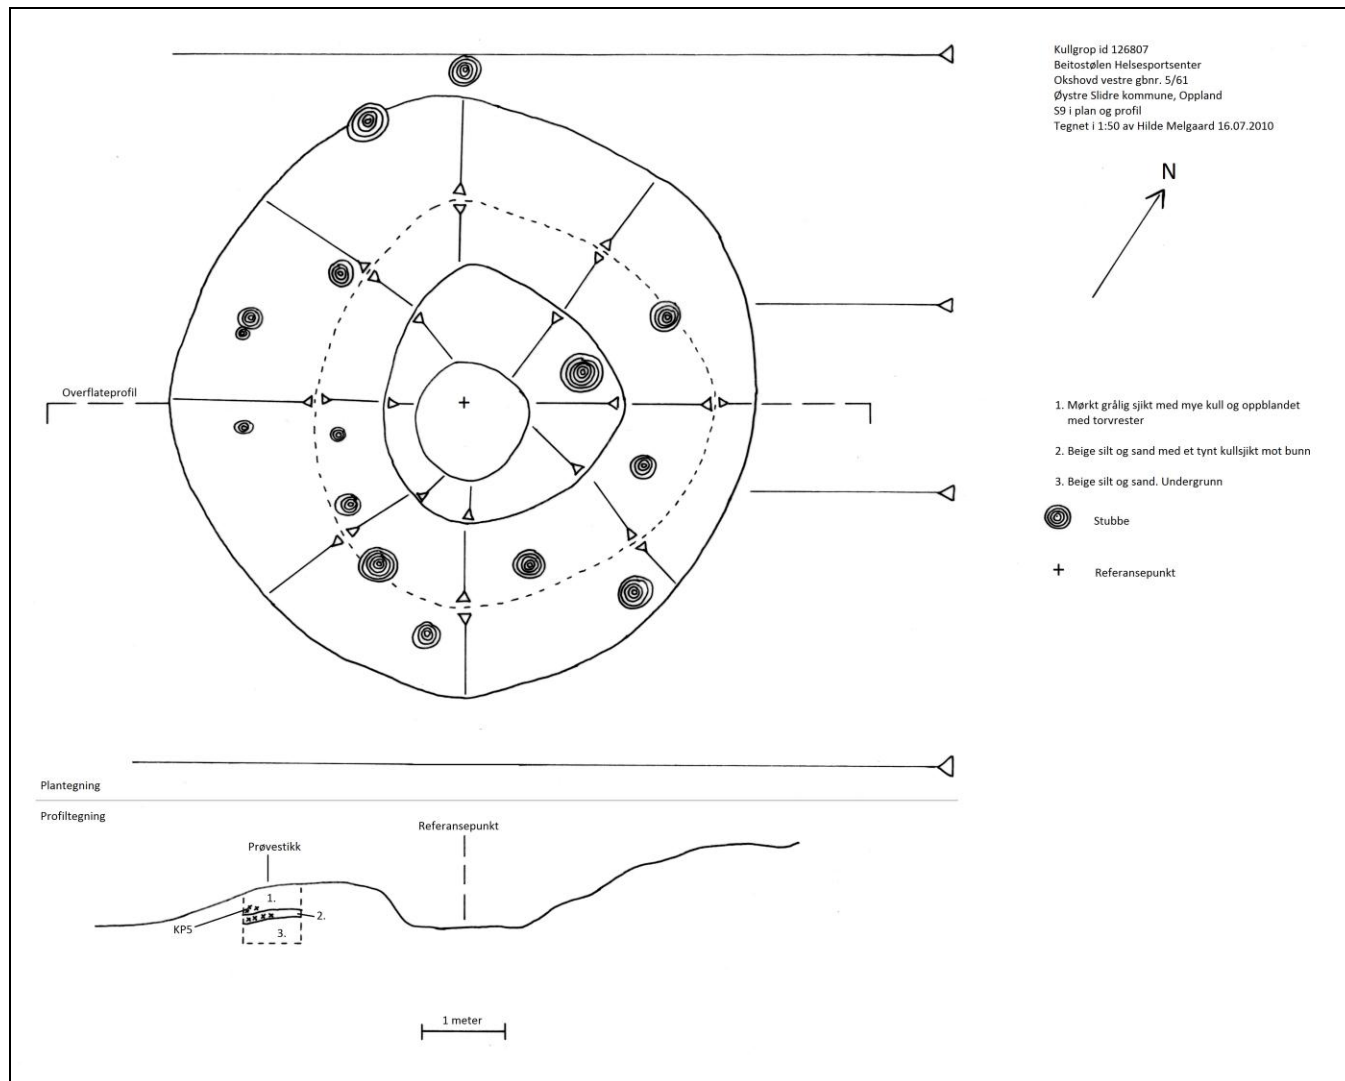 Kullgrop id 126807
Beitostølen Helsesportsenter
Okshovd vestre gbnr. 5/61
Øystre Slidre kommune, Oppland
S9 i plan og profil
Tegnet i 1:50 av Hilde Melgaard 16.07.2010
N
Overflateprofil
1. Mørkt grålig sjikt med mye kull og oppblandet
med torvrester
2. Beige silt og sand med et tynt kullsjikt mot bunn
3. Beige silt og sand. Undergrunn
Stubbe
Referansepunkt
Plantegning
Profiltegning
Referansepunkt
Prøvestikk
1.
2.
KP5
3.
1 meter